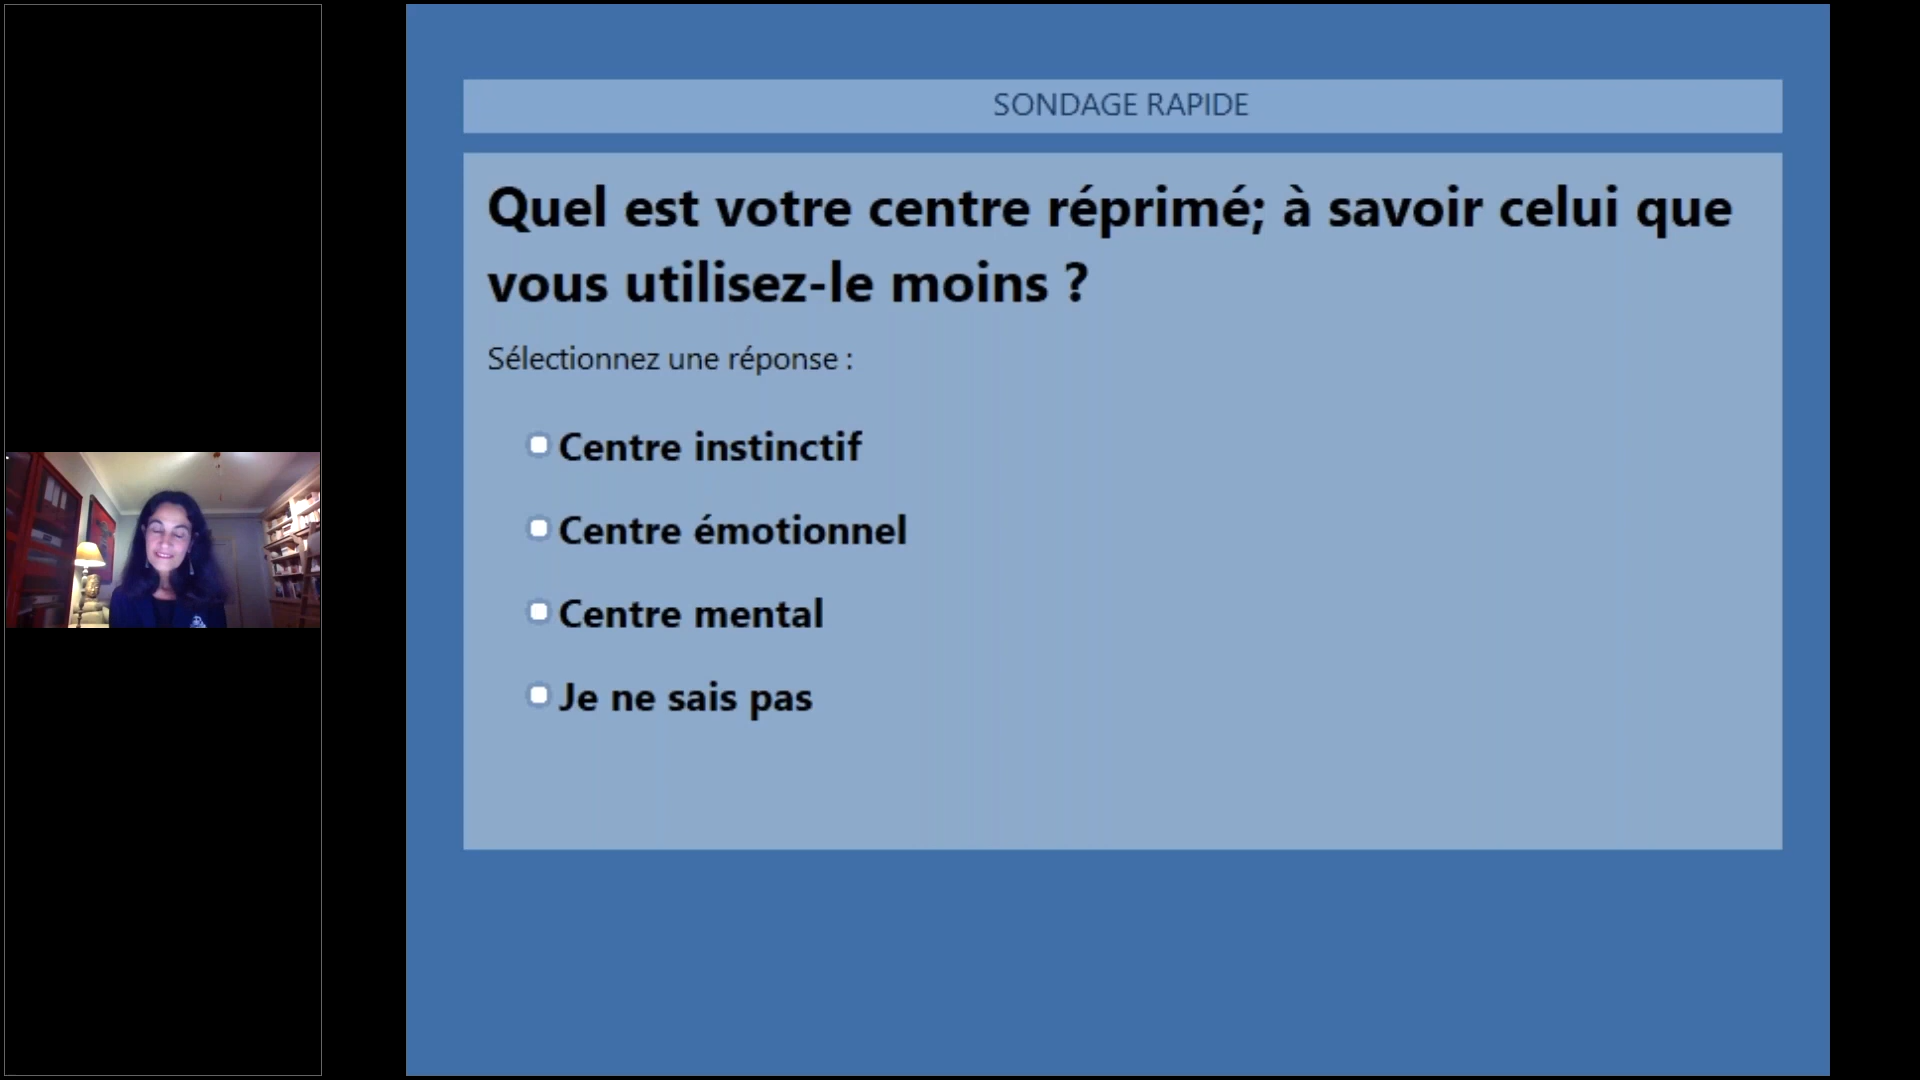 SONDAGE RAPIDE
Quel est votre centre réprimé; à savoir celui que
vous utilisez-le moins ?
Sélectionnez une réponse :
Centre instinctif
Centre émotionnel
Centre mental
Je ne sais pas